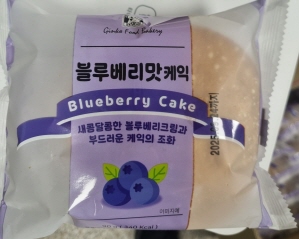 Ginko Food Bakery
블루베리맛케익
Blueberry Cake
새콤달콤한 블루베리크림과
부드러운 케익의 조화